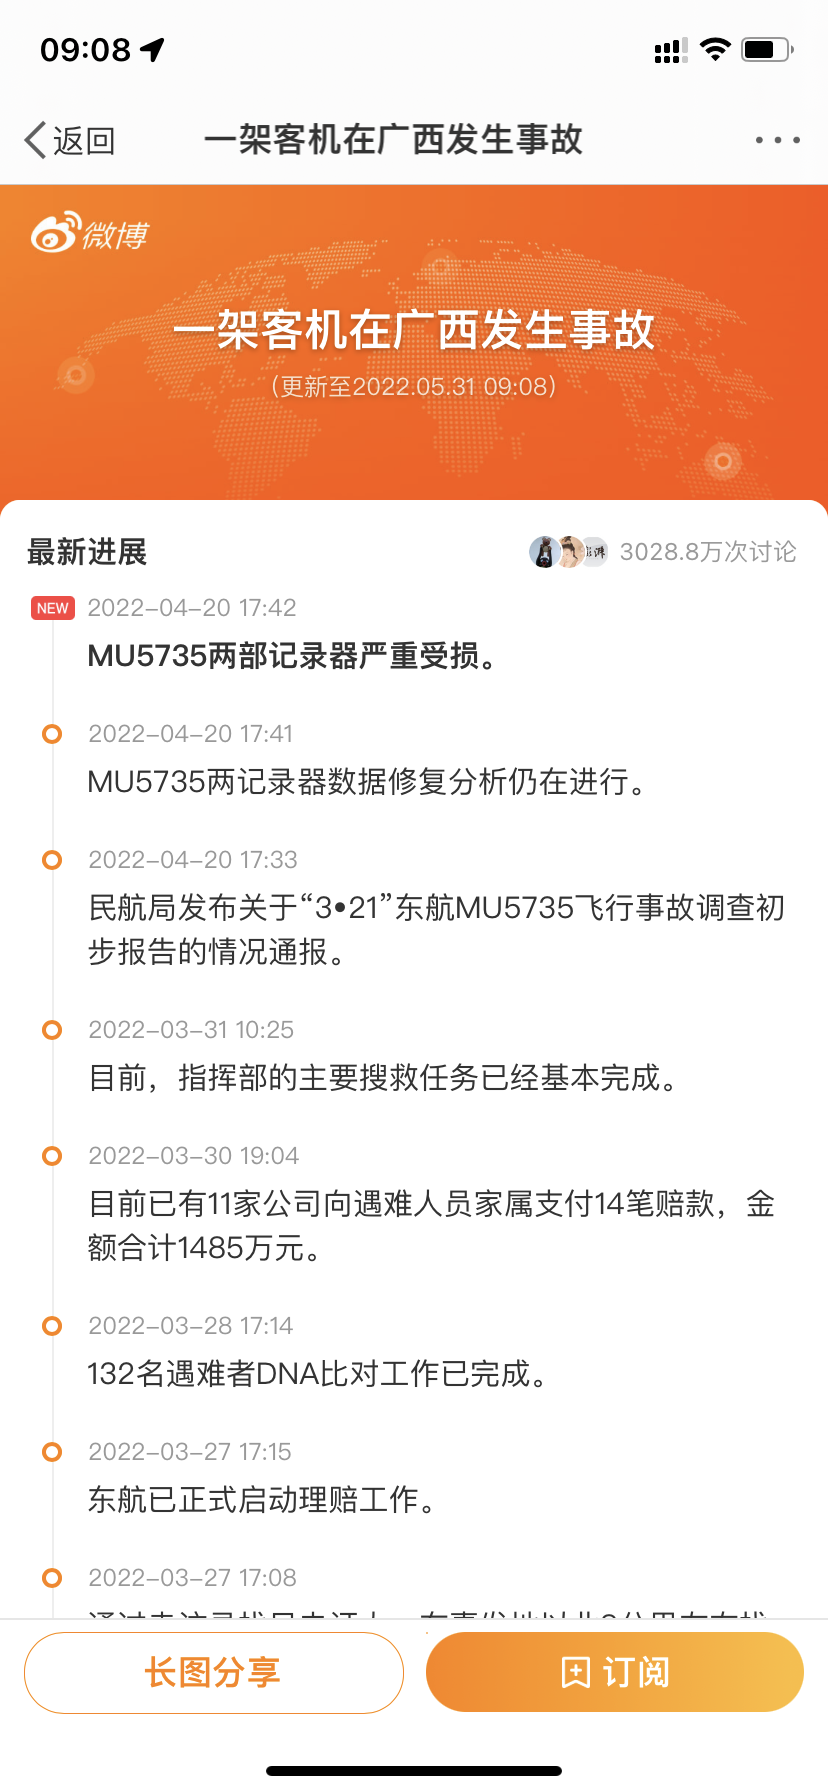 09:08
返回
一架客机在广西发生事故
微博
一架客机在广西发生事故
（更新至2022.05.31 09:08）
最新进展
3028.8万次讨论
NEW 2022-04-20 17:42
MU5735两部记录器严重受损。
2022-04-20 17:41
MU5735两记录器数据修复分析仍在进行。
2022-04-20 17:33
民航局发布关于“3•21”东航MU5735飞行事故调查初
步报告的情况通报。
2022-03-31 10:25
目前，指挥部的主要搜救任务已经基本完成。
2022-03-30 19:04
目前已有11家公司向遇难人员家属支付14笔赔款，金
额合计1485万元。
2022-03-28 17:14
132名遇难者DNA比对工作已完成。
2022-03-27 17:15
东航已正式启动理赔工作。
2022-03-27 17:08
长图分享
订阅